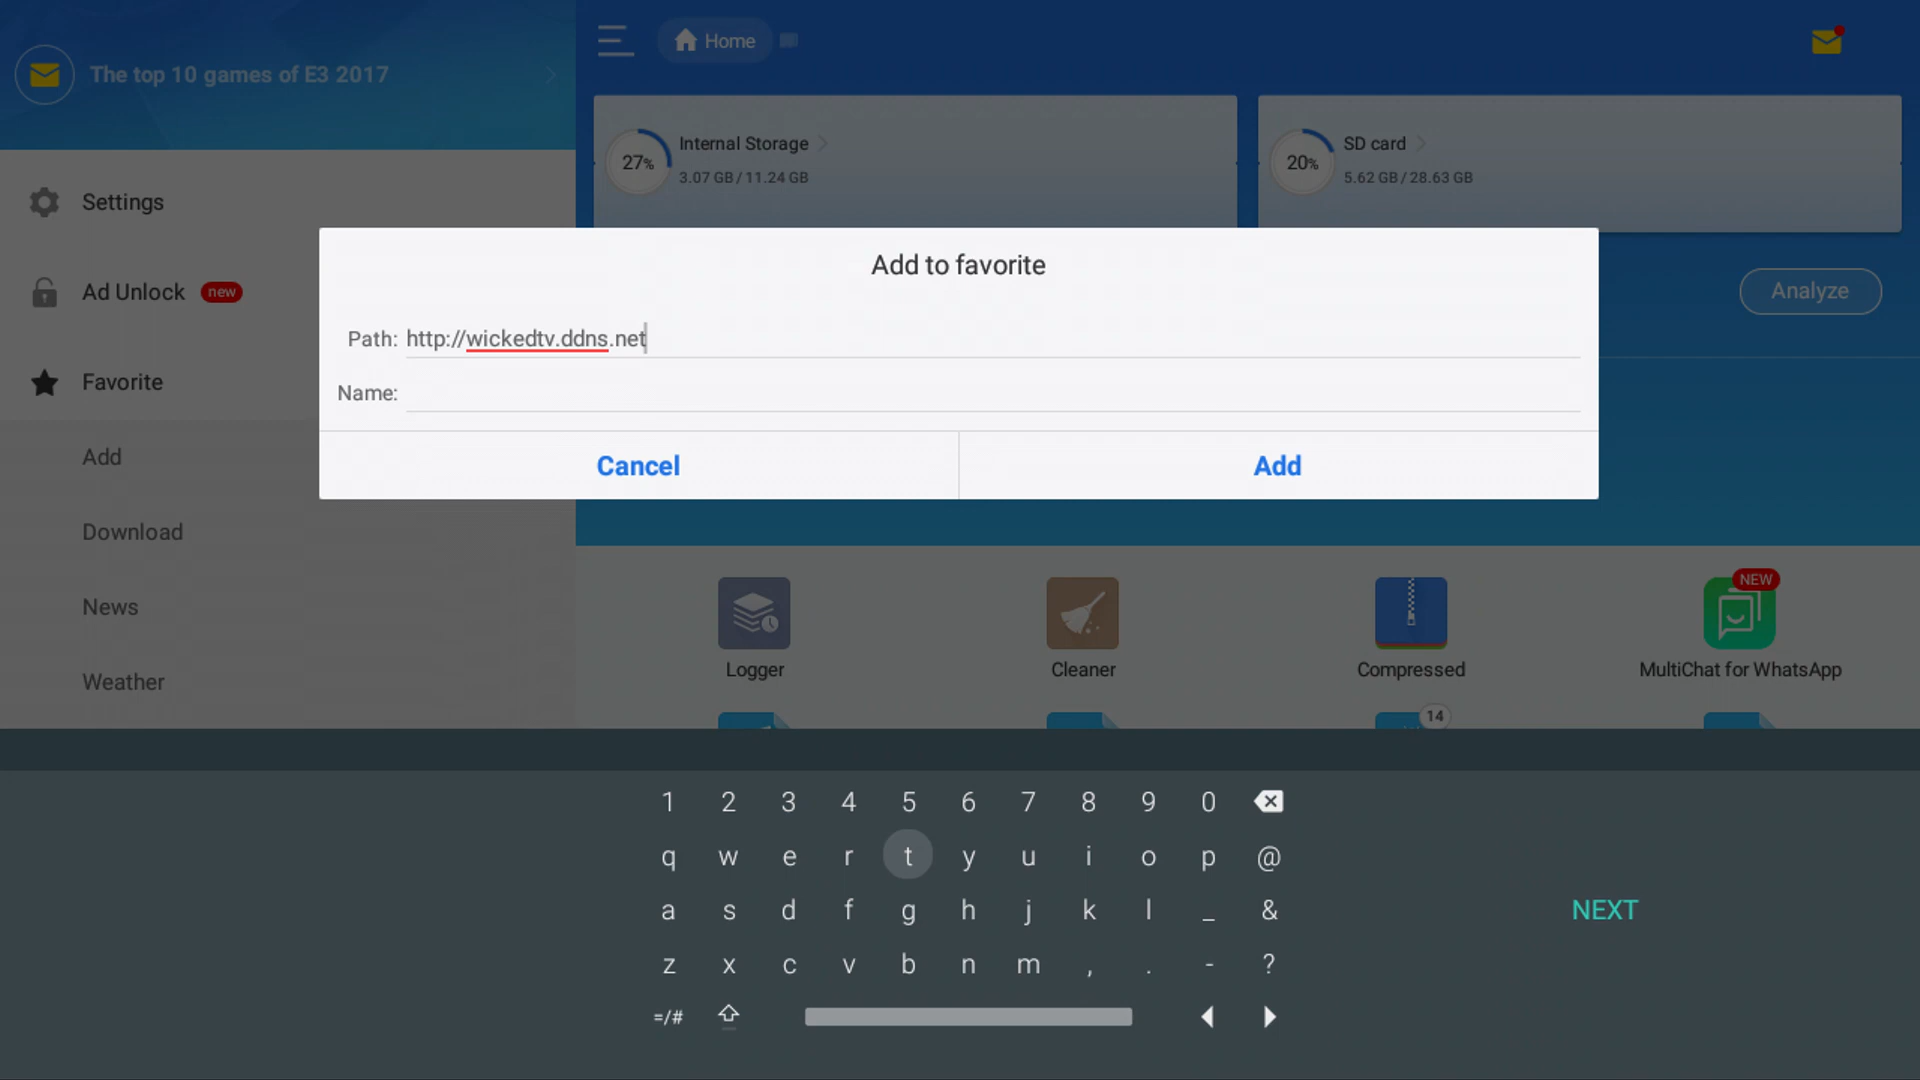 The top 10 games of E3 2017
Home
27%
Internal Storage
3.07 GB / 11.24 GB
20%
SD card
5.62 GB / 28.63 GB
Settings
Ad Unlock new
Favorite
Add
Download
News
Weather
Analyze
Add to favorite
Path: http://wickedtv.ddns.net
Name:
Cancel
Add
Logger
Cleaner
Compressed
NEW
MultiChat for WhatsApp
14
1 2 3 4 5 6 7 8 9 0
q w e r t y u i o p @
a s d f g h j k l _ &
z x c v b n m , . - ?
=/#
NEXT